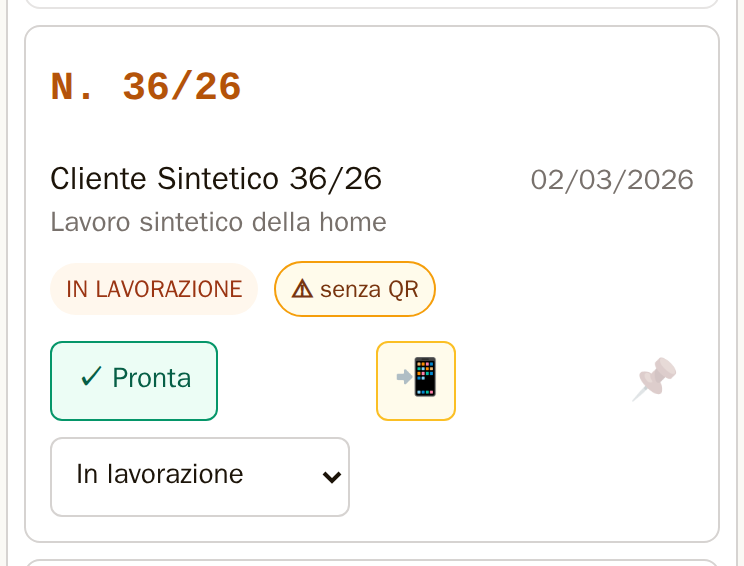 N. 36/26
Cliente Sintetico 36/26 02/03/2026
Lavoro sintetico della home
IN LAVORAZIONE ⚠ senza QR
✓ Pronta
In lavorazione